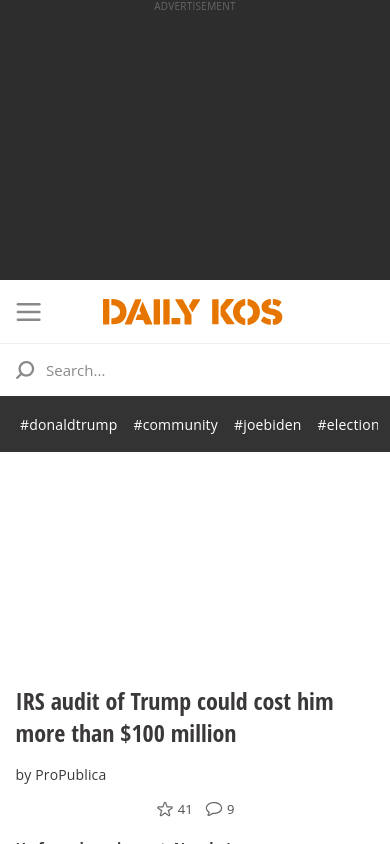 ADVERTISEMENT
DAILY KOS
Search...
#donaldtrump #community #joebiden #election
IRS audit of Trump could cost him
more than $100 million
by ProPublica
41 9